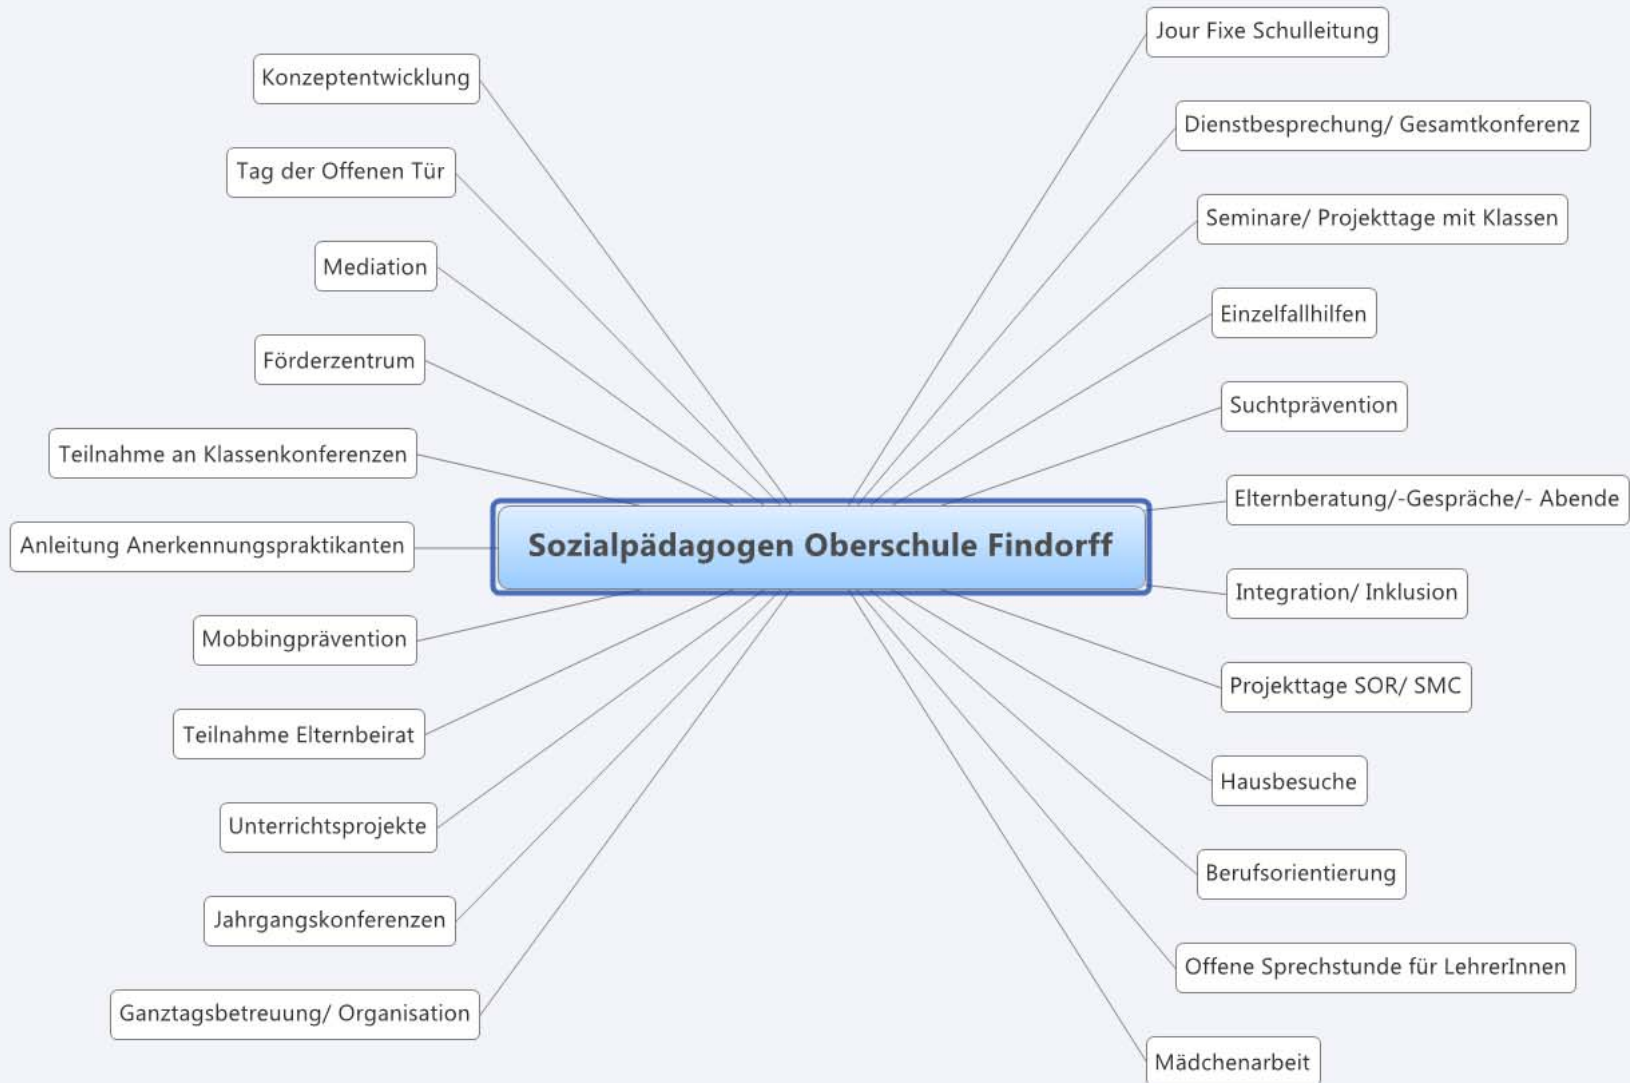 Jour Fixe Schulleitung
Konzeptentwicklung
Dienstbesprechung/ Gesamtkonferenz
Tag der Offenen Tür
Seminare/ Projekttage mit Klassen
Mediation
Einzelfallhilfen
Förderzentrum
Suchtprävention
Teilnahme an Klassenkonferenzen
Elternberatung/-Gespräche/- Abende
Sozialpädagogen Oberschule Findorff
Anleitung Anerkennungspraktikanten
Integration/ Inklusion
Mobbingprävention
Projekttage SOR/ SMC
Teilnahme Elternbeirat
Hausbesuche
Unterrichtsprojekte
Berufsorientierung
Jahrgangskonferenzen
Offene Sprechstunde für LehrerInnen
Ganztagsbetreuung/ Organisation
Mädchenarbeit